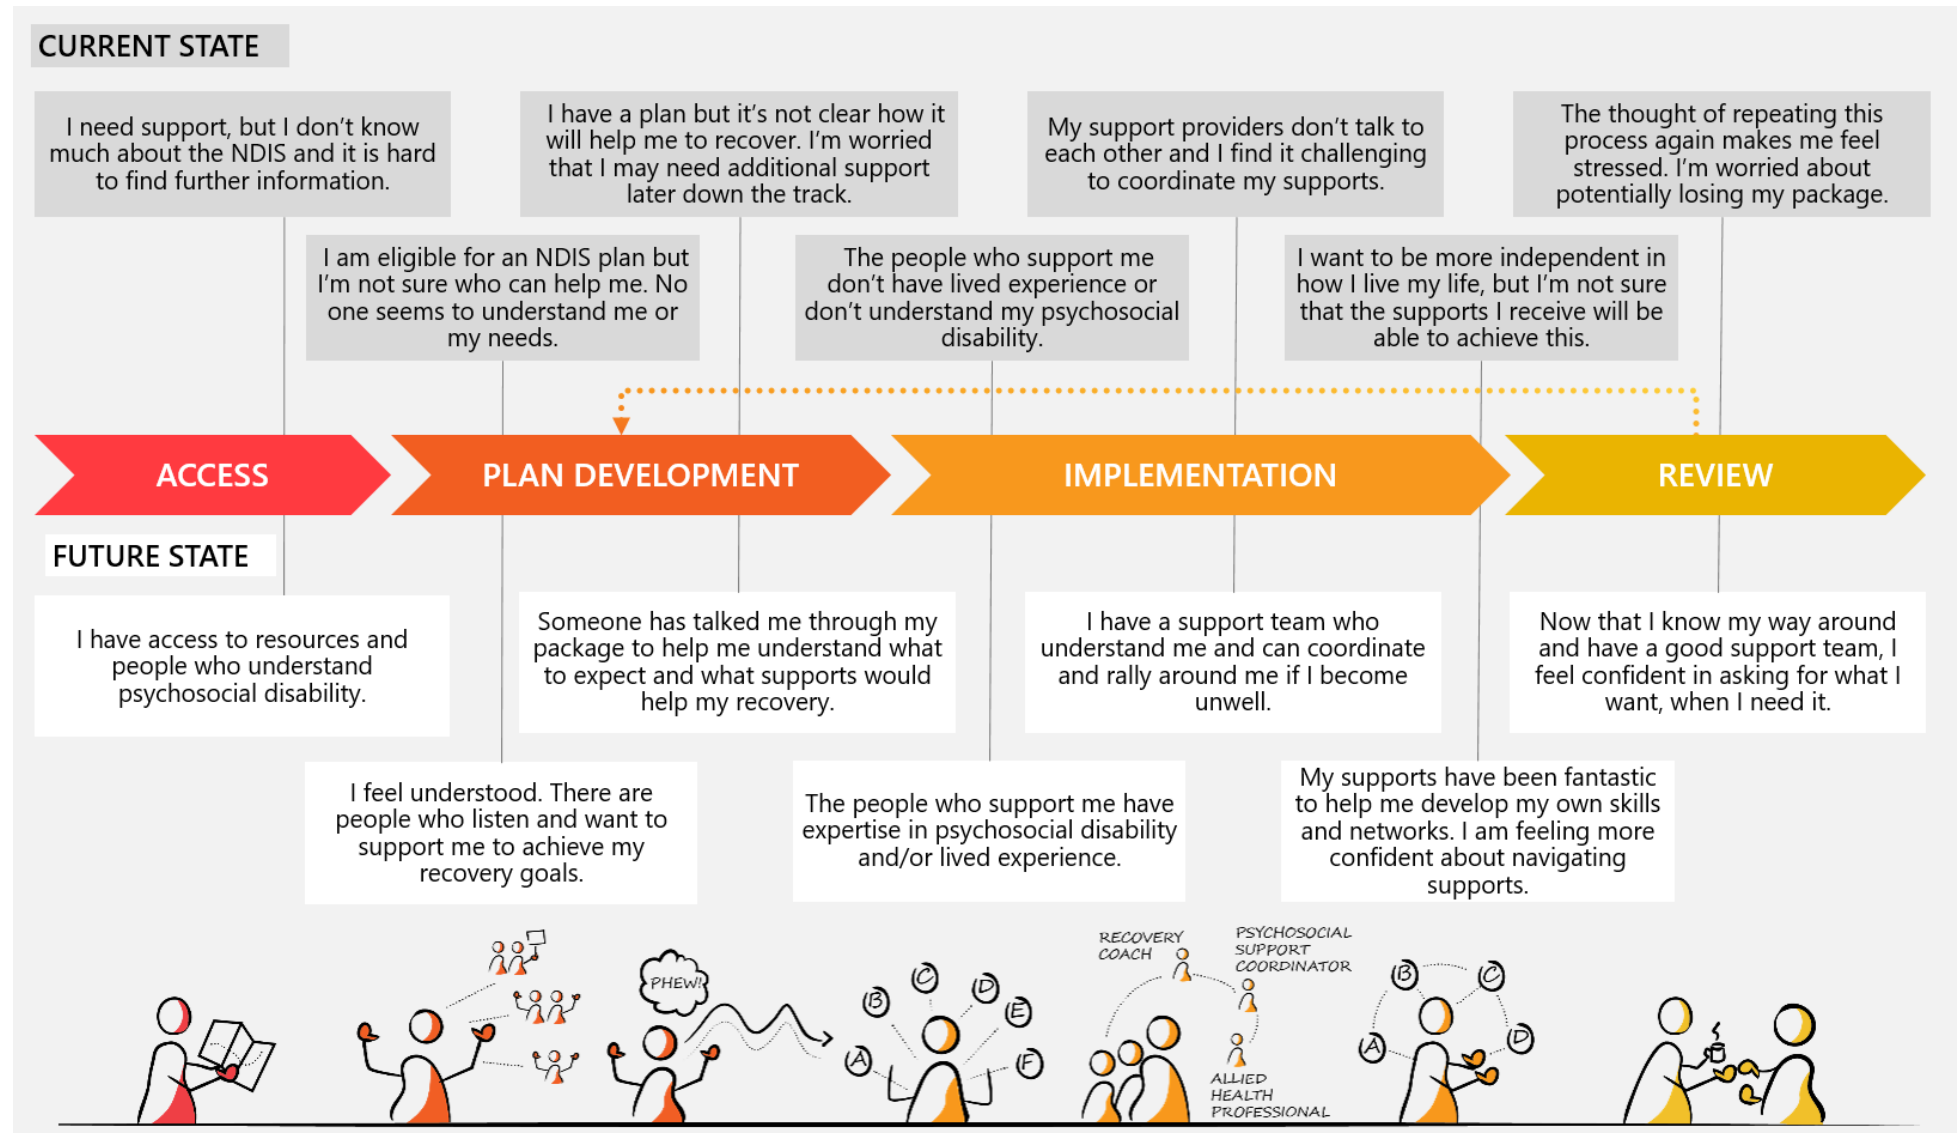 CURRENT STATE
I need support, but I don't know
much about the NDIS and it is hard
to find further information.
I have a plan but it's not clear how it
will help me to recover. I'm worried
that I may need additional support
later down the track.
My support providers don't talk to
each other and I find it challenging
to coordinate my supports.
The thought of repeating this
process again makes me feel
stressed. I'm worried about
potentially losing my package.
I am eligible for an NDIS plan but
I'm not sure who can help me. No
one seems to understand me or
my needs.
The people who support me
don't have lived experience or
don't understand my psychosocial
disability.
I want to be more independent in
how I live my life, but I'm not sure
that the supports I receive will be
able to achieve this.
ACCESS
PLAN DEVELOPMENT
IMPLEMENTATION
REVIEW
FUTURE STATE
I have access to resources and
people who understand
psychosocial disability.
Someone has talked me through my
package to help me understand what
to expect and what supports would
help my recovery.
I have a support team who
understand me and can coordinate
and rally around me if I become
unwell.
Now that I know my way around
and have a good support team, I
feel confident in asking for what I
want, when I need it.
I feel understood. There are
people who listen and want to
support me to achieve my
recovery goals.
The people who support me have
expertise in psychosocial disability
and/or lived experience.
My supports have been fantastic
to help me develop my own skills
and networks. I am feeling more
confident about navigating
supports.
PHEW!
A
B
C
D
E
F
RECOVERY
COACH
PSYCHOSOCIAL
SUPPORT
COORDINATOR
ALLIED
HEALTH
PROFESSIONAL
A
B
C
D